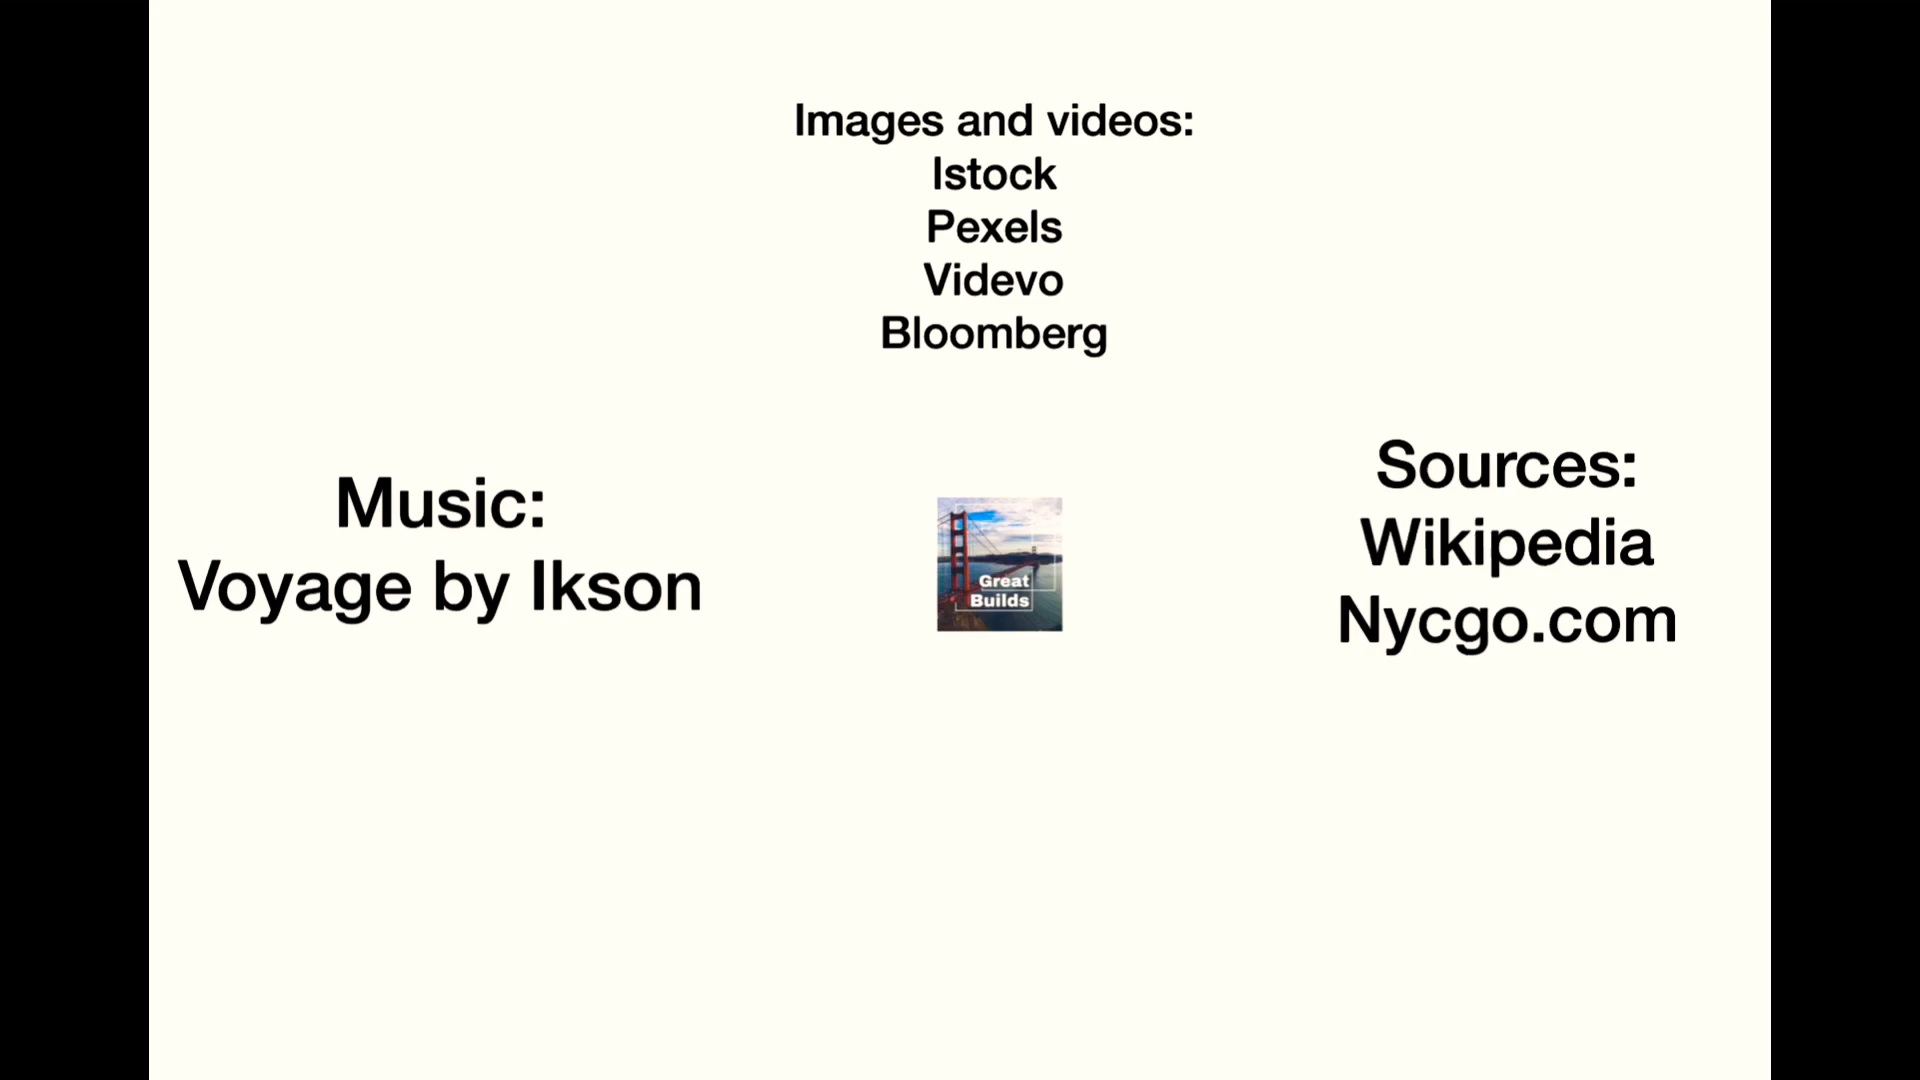 Images and videos:
Istock
Pexels
Videvo
Bloomberg
Music:
Voyage by Ikson
Great
Builds
Sources:
Wikipedia
Nycgo.com